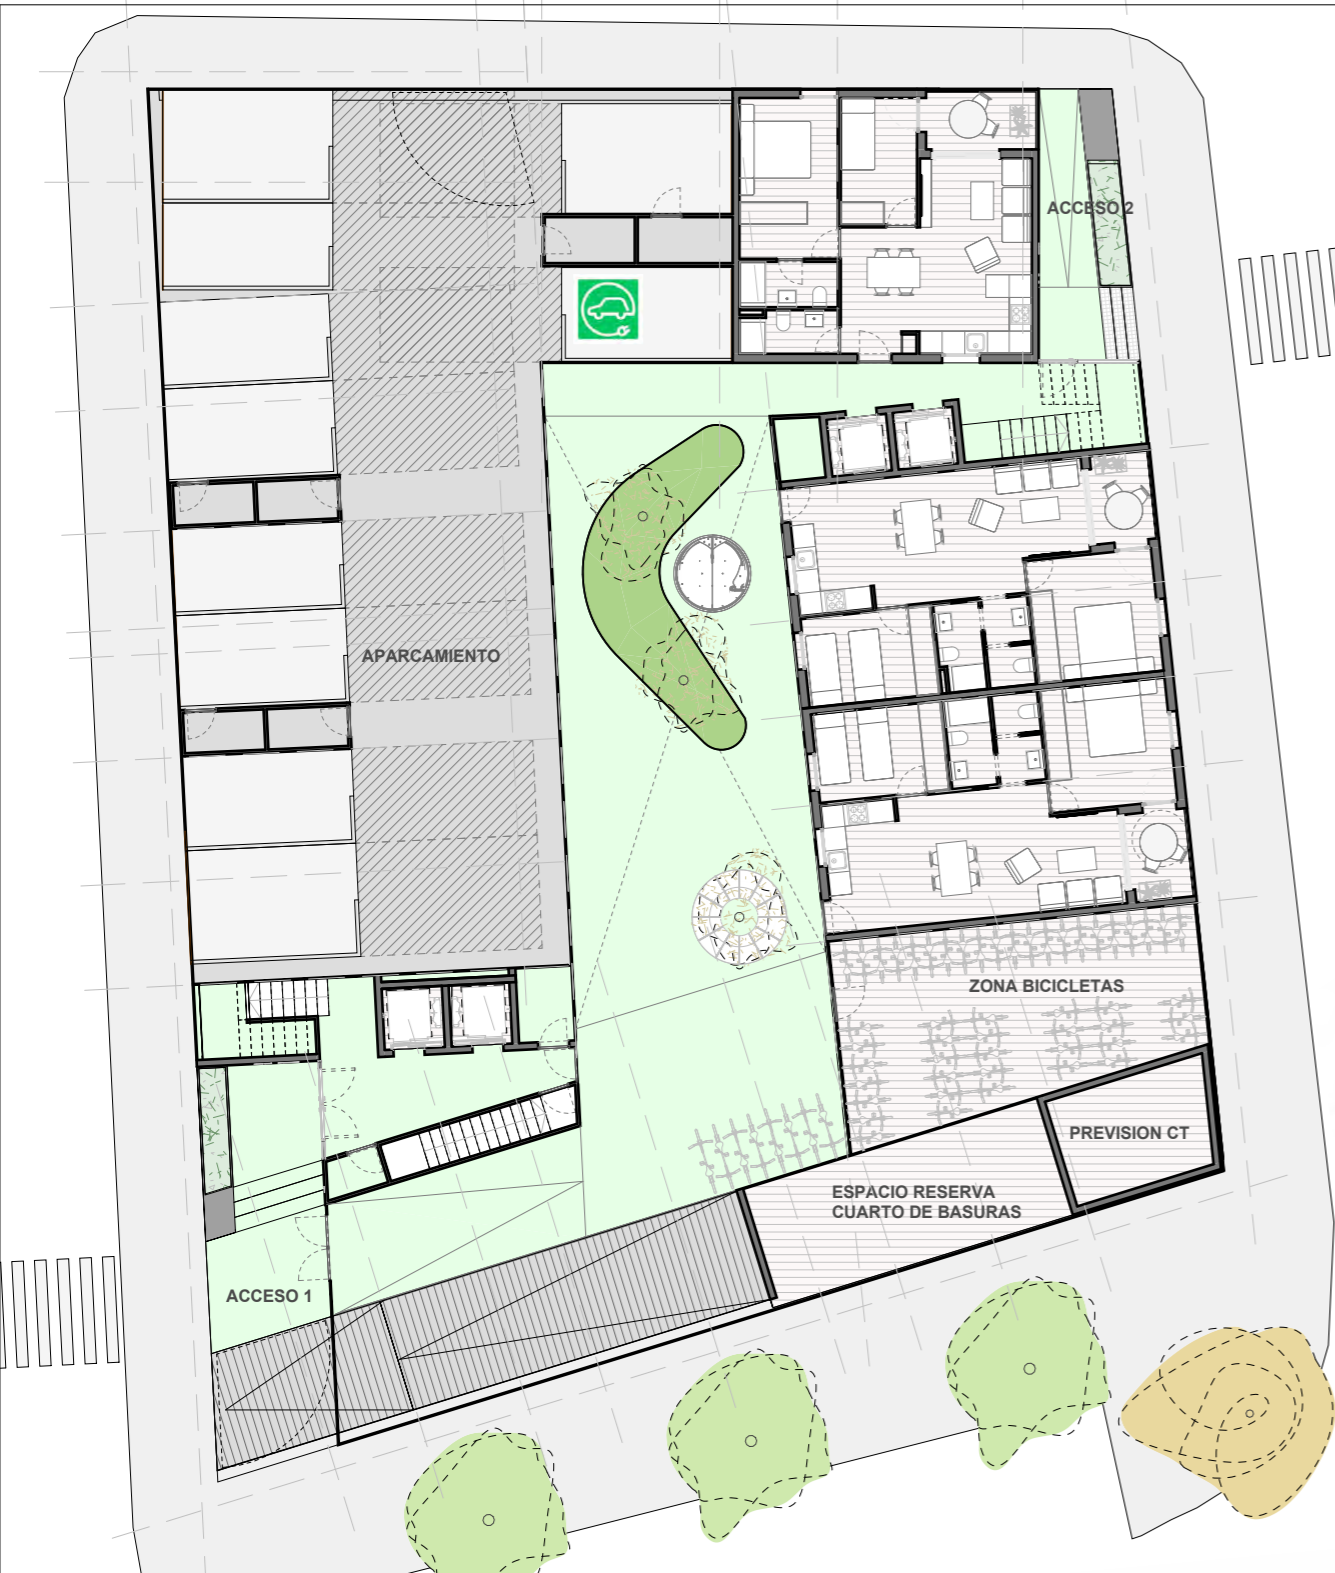 ACCESO 2
APARCAMIENTO
ZONA BICICLETAS
PREVISION CT
ESPACIO RESERVA
CUARTO DE BASURAS
ACCESO 1